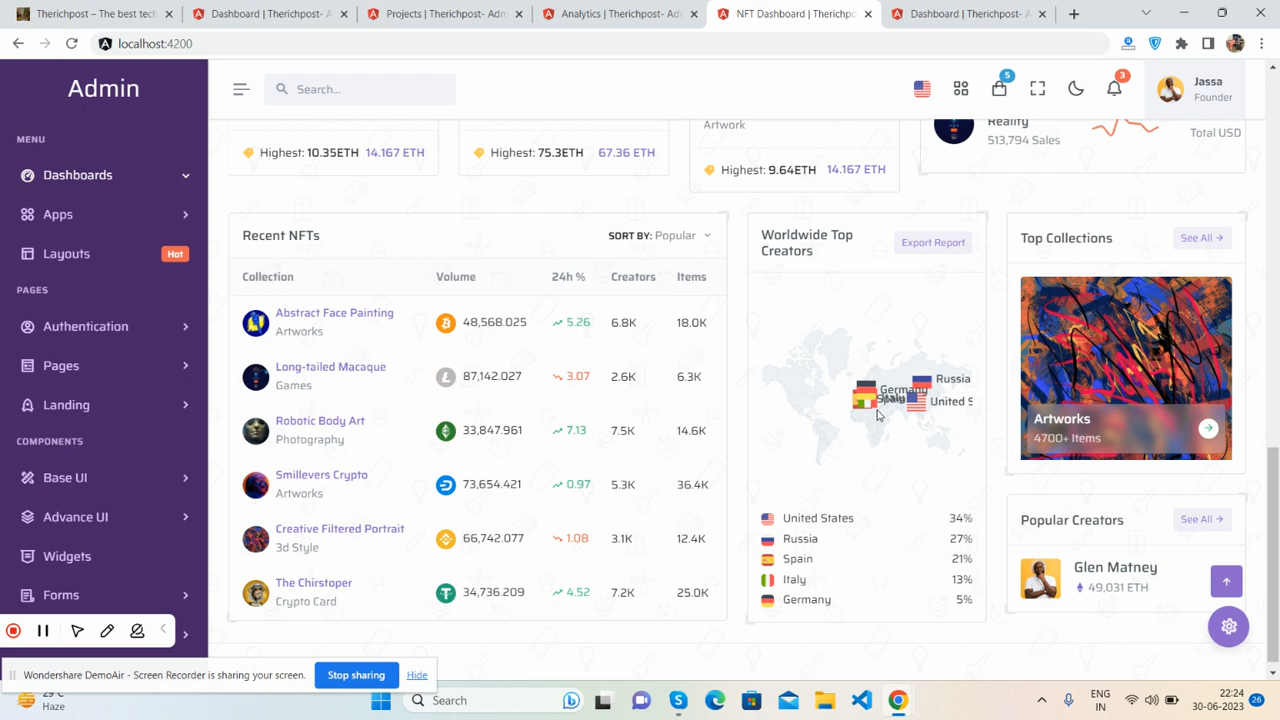 Therichpost - The best tech
Dashboard | Therichpost- A
Projects | Therichpost- Adm
Analytics | Therichpost- Adm
NFT Dashboard | Therichpo
Dashboard | Therichpost- A
localhost:4200
Admin
MENU
Dashboards
Apps
Layouts
Hot
PAGES
Authentication
Pages
Landing
COMPONENTS
Base UI
Advance UI
Widgets
Forms
Search...
5
3
Jassa
Founder
Highest: 10.35ETH 14.167 ETH
Highest: 75.3ETH 67.36 ETH
Artwork
Highest: 9.64ETH 14.167 ETH
Reality
513,794 Sales
Total USD
Recent NFTs
SORT BY: Popular
Collection Volume 24h % Creators Items
Abstract Face Painting
Artworks
48,568.025 5.26 6.8K 18.0K
Long-tailed Macaque
Games
87,142.027 3.07 2.6K 6.3K
Robotic Body Art
Photography
33,847.961 7.13 7.5K 14.6K
Smillevers Crypto
Artworks
73,654.421 0.97 5.3K 36.4K
Creative Filtered Portrait
3d Style
66,742.077 1.08 3.1K 12.4K
The Chirstoper
Crypto Card
34,736.209 4.52 7.2K 25.0K
Worldwide Top
Creators
Export Report
Russia
Germany
Italy
United S
United States 34%
Russia 27%
Spain 21%
Italy 13%
Germany 5%
Top Collections
See All →
Artworks
4700+ Items
Popular Creators
See All →
Glen Matney
49,031 ETH
Wondershare DemoAir - Screen Recorder is sharing your screen.
Stop sharing
Hide
29°C
Haze
Search
ENG
IN
22:24
30-06-2023
26